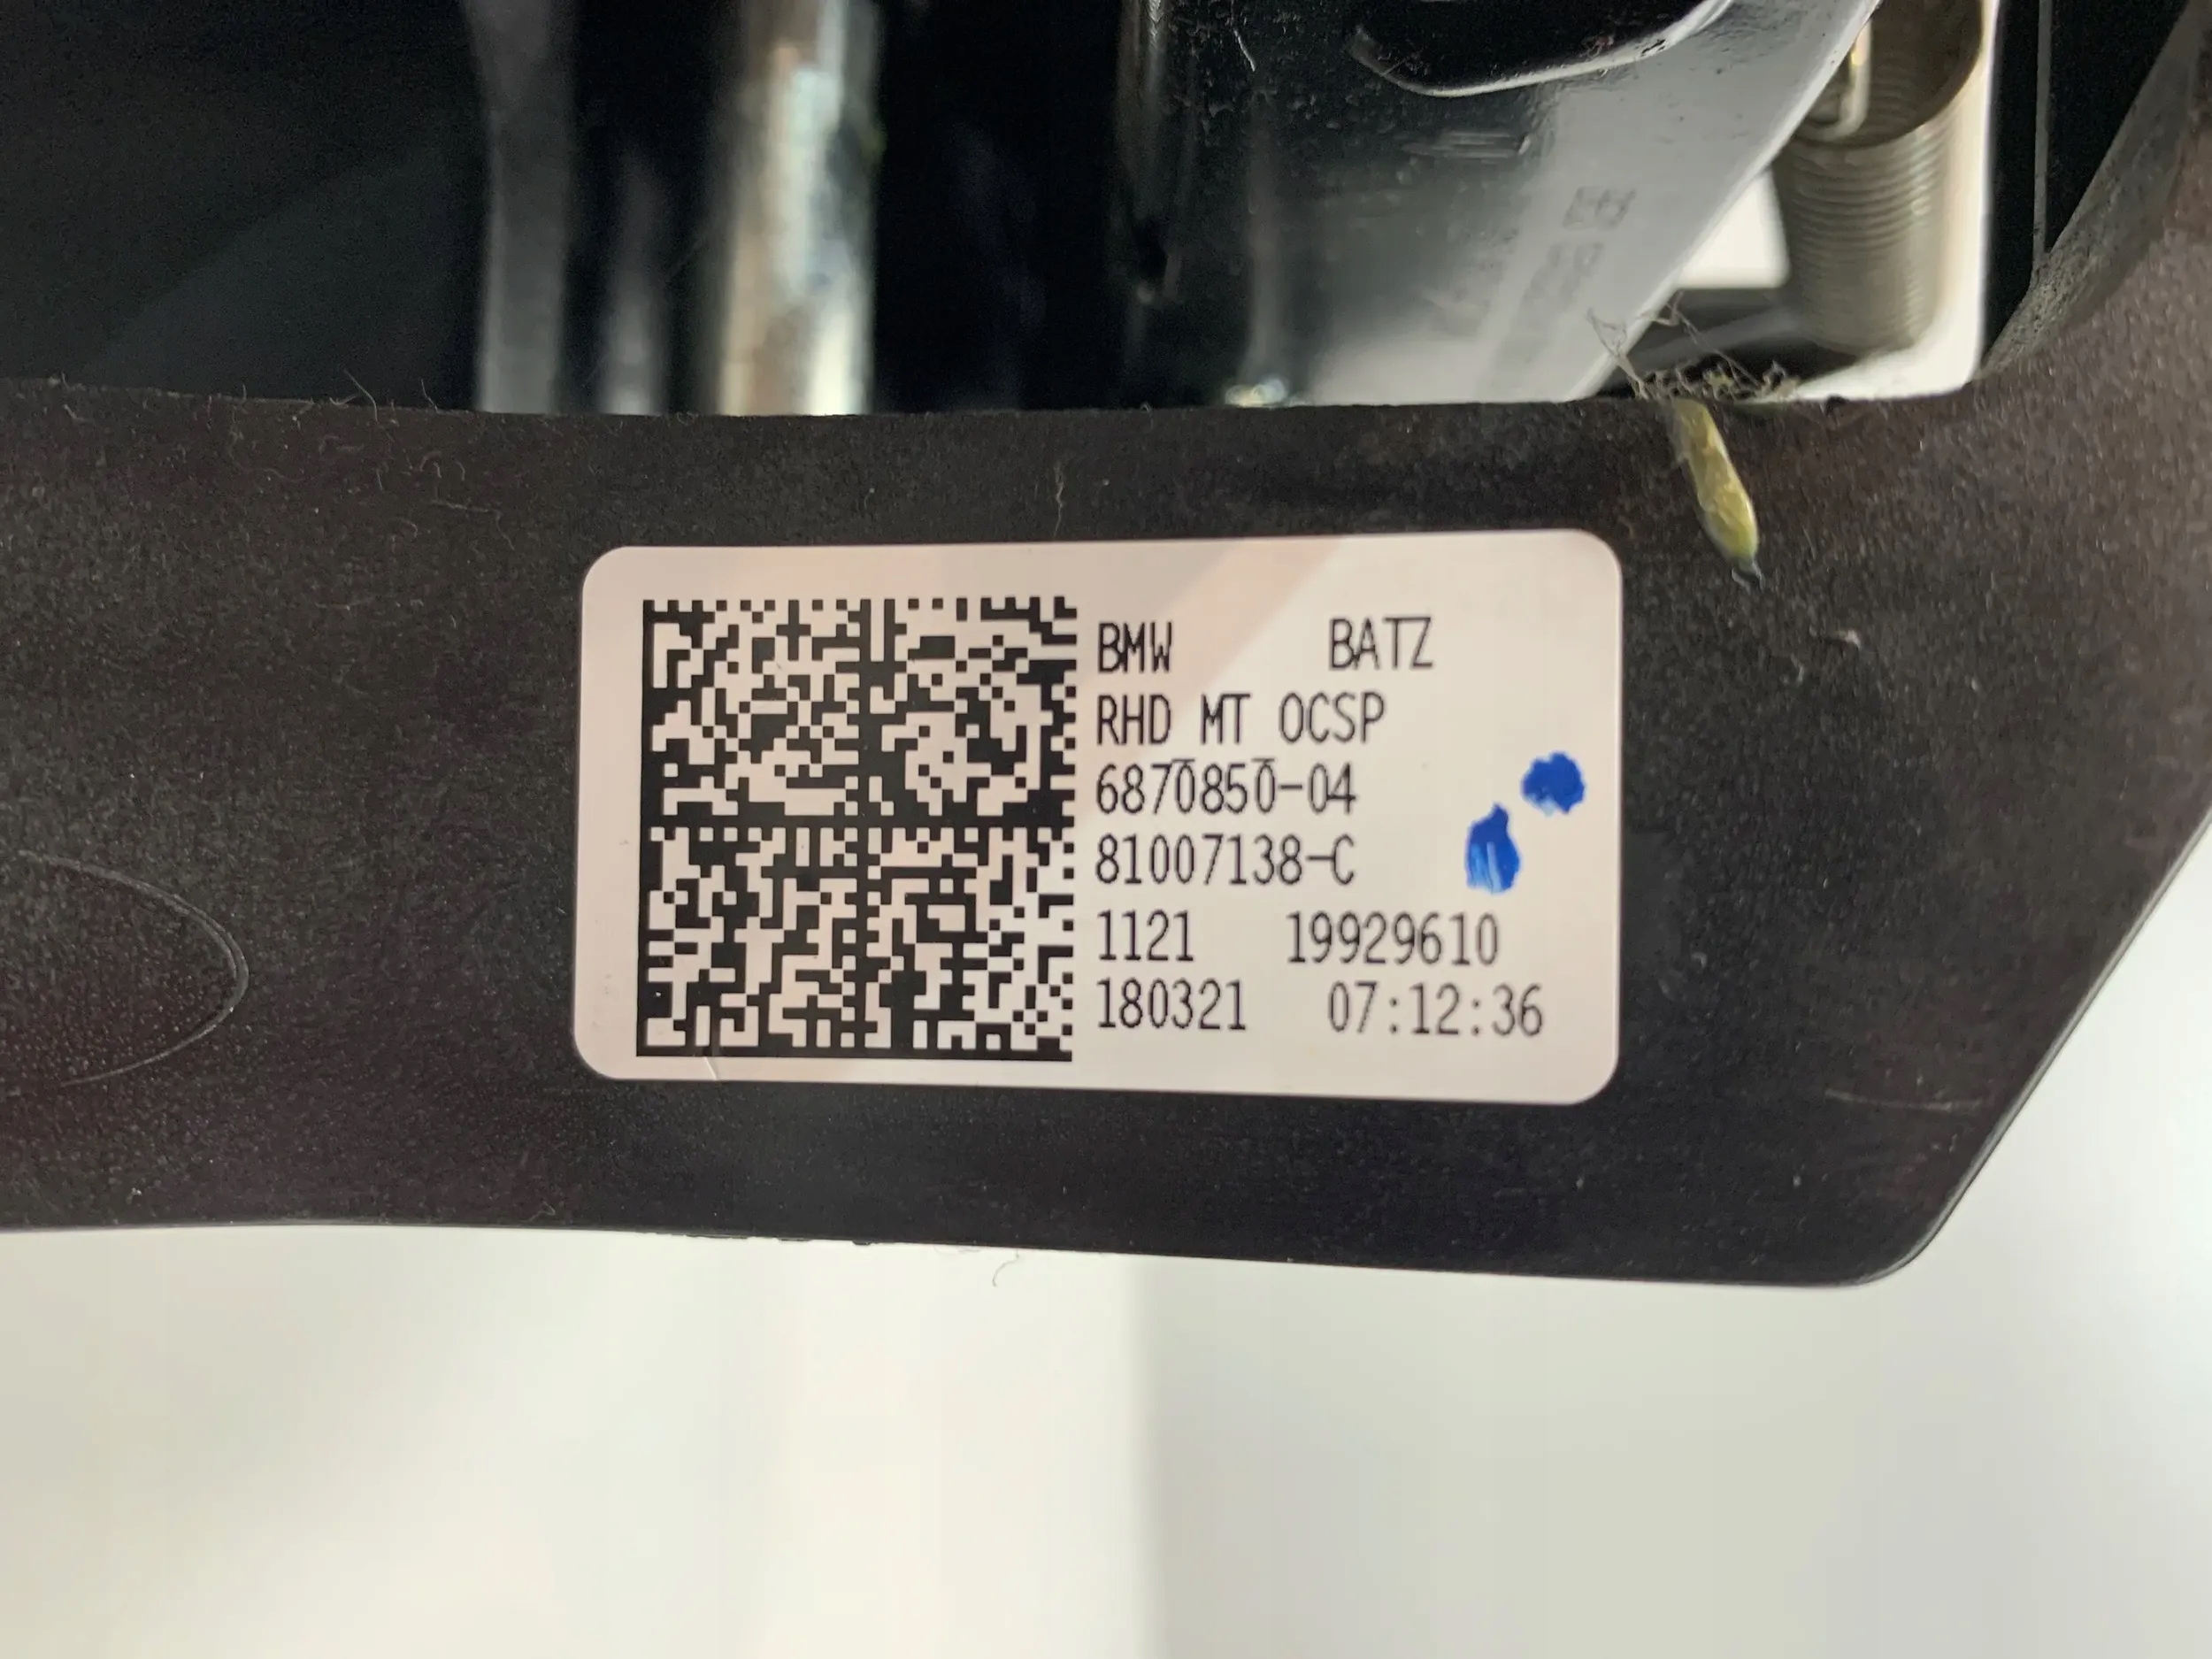 BMW BATZ
RHD MT OCSP
6870850-04
81007138-C
1121 19929610
180321 07:12:36